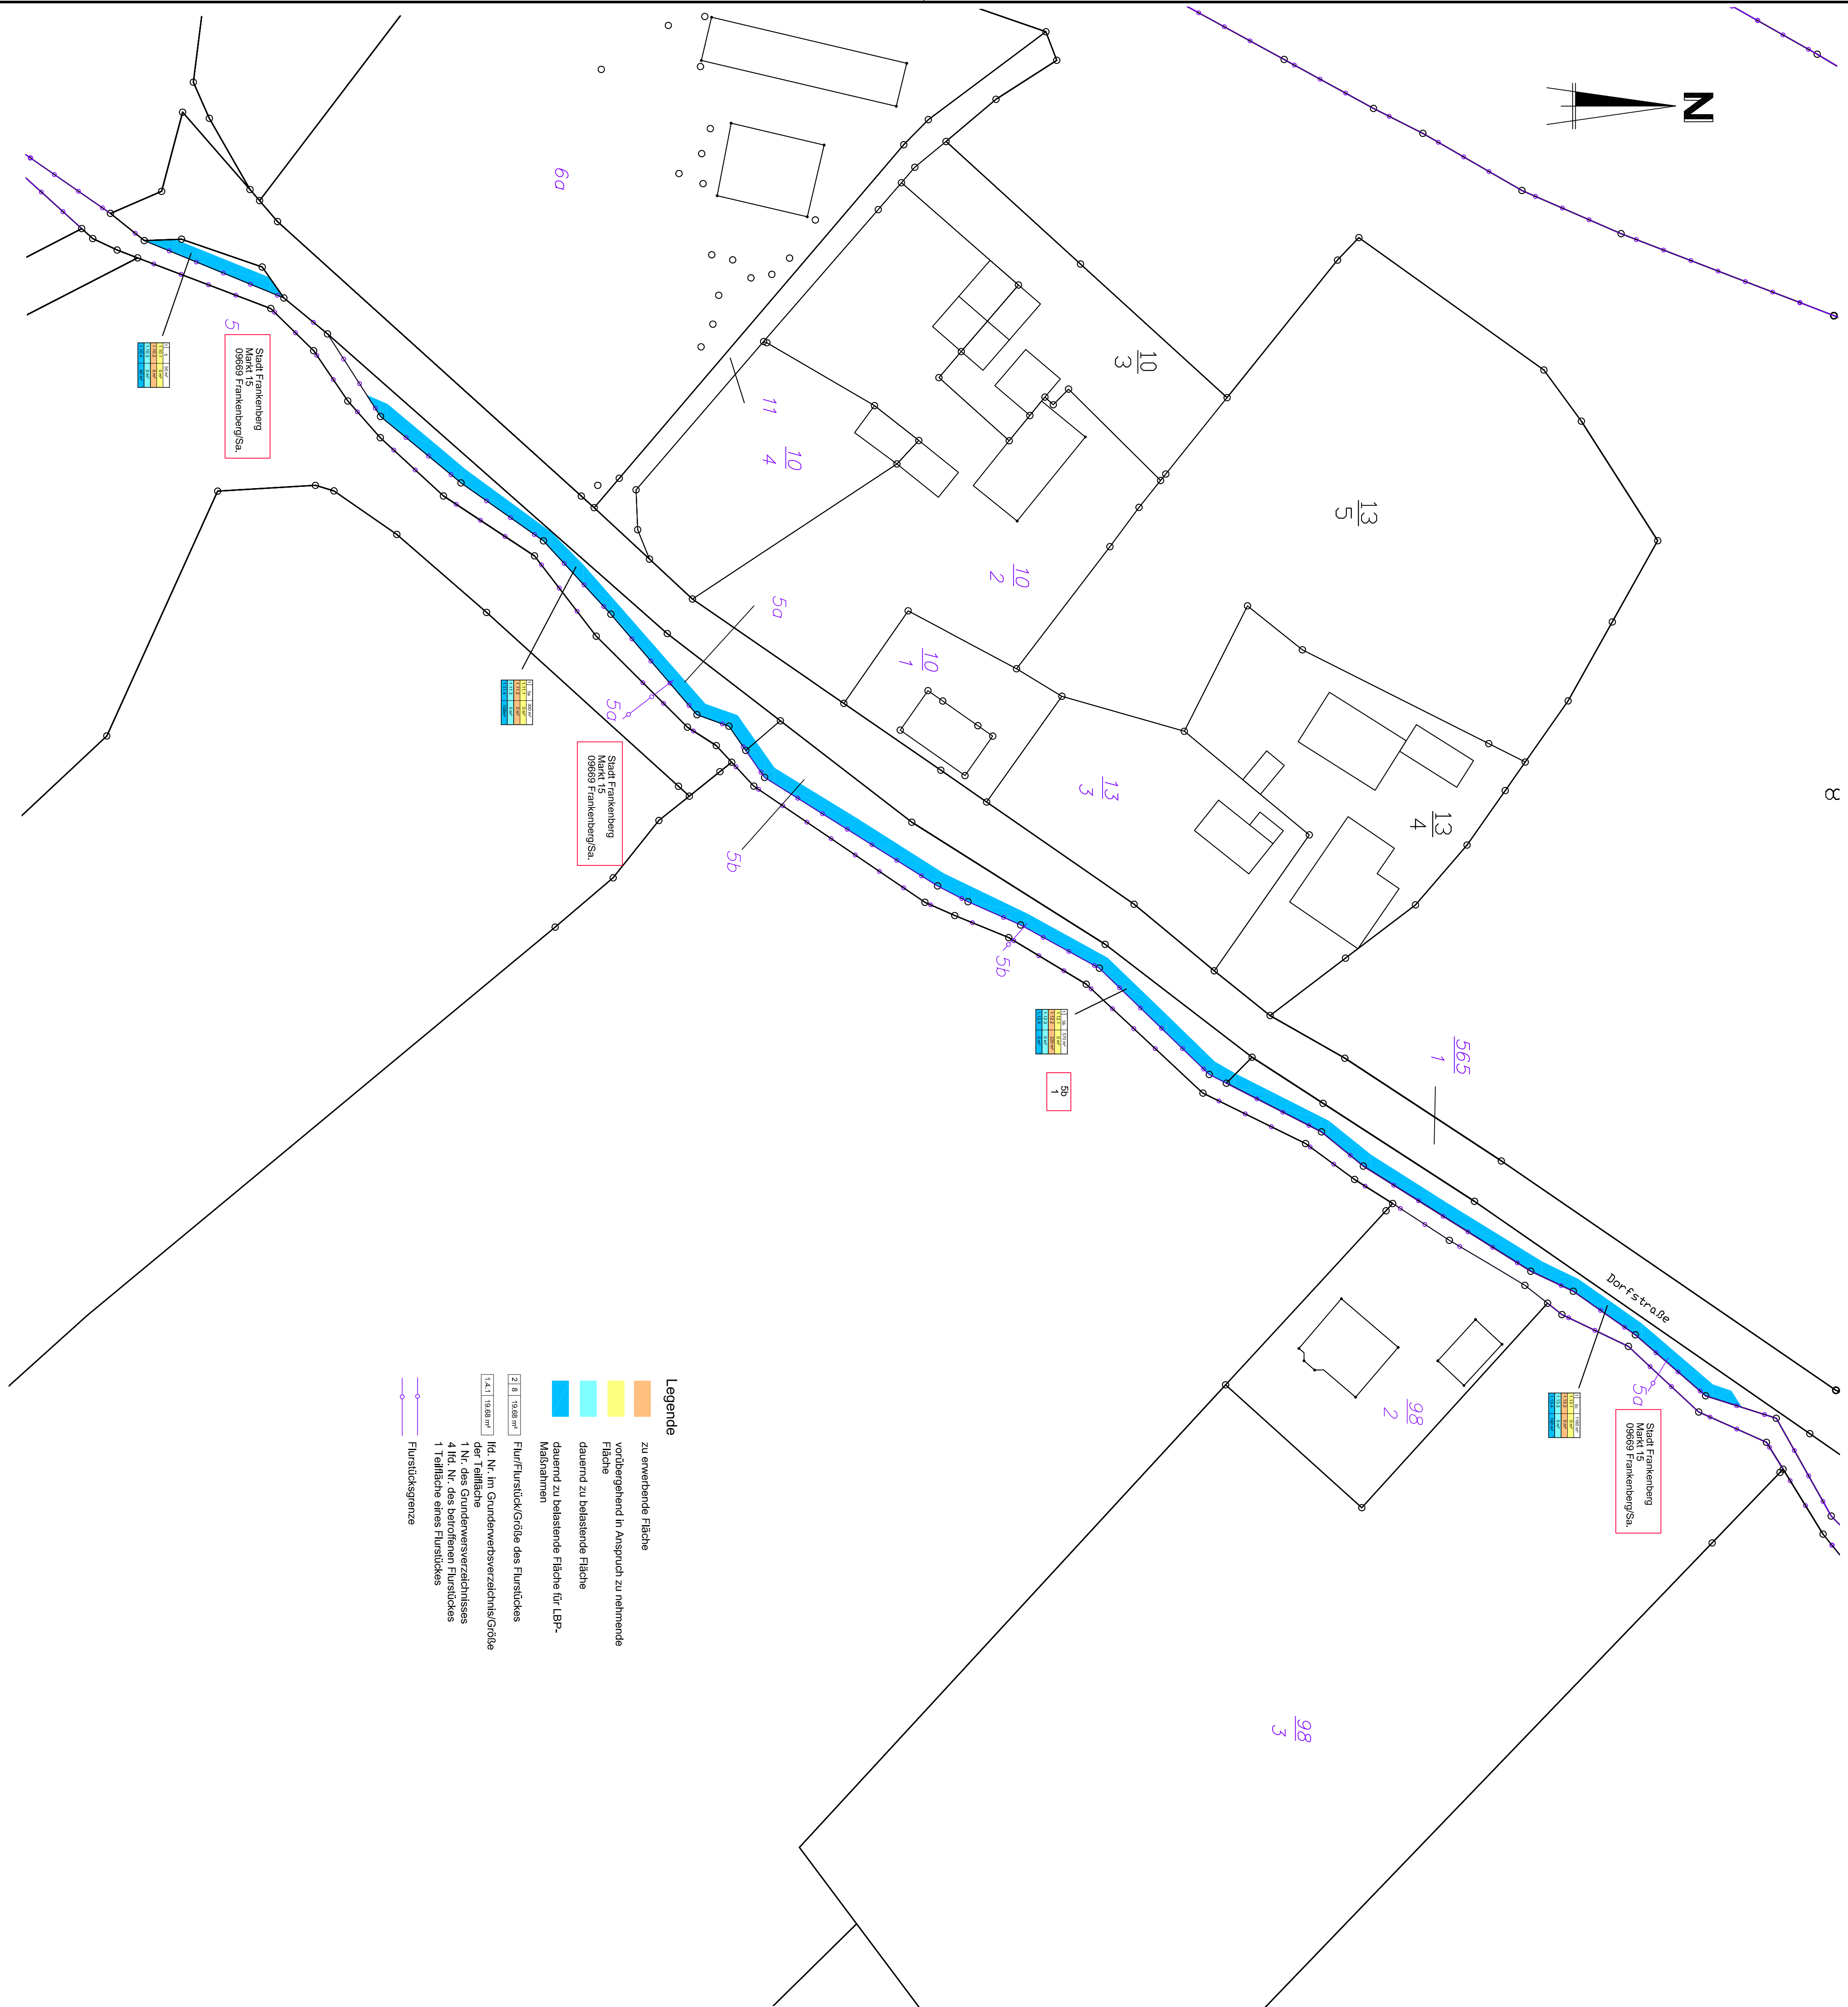 N
8
Dorfstraße
565
1
13
5
13
4
13
3
10
3
10
2
10
1
10
4
11
6a
5a
5b
5
5a
5b
5a
98
2
98
3
Stadt Frankenberg
Markt 15
09669 Frankenberg/Sa.
Stadt Frankenberg
Markt 15
09669 Frankenberg/Sa.
Stadt Frankenberg
Markt 15
09669 Frankenberg/Sa.
5b
1
Legende
zu erwerbende Fläche
vorübergehend in Anspruch zu nehmende
Fläche
dauernd zu belastende Fläche
dauernd zu belastende Fläche für LBP-
Maßnahmen
2 8 19.68 m² Flur/Flurstück/Größe des Flurstückes
1.4.1 19.68 m² lfd. Nr. im Grunderwerbsverzeichnis/Größe
der Teilfläche
1 Nr. des Grunderwersverzeichnisses
4 lfd. Nr. des betroffenen Flurstückes
1 Teilfläche eines Flurstückes
Flurstücksgrenze